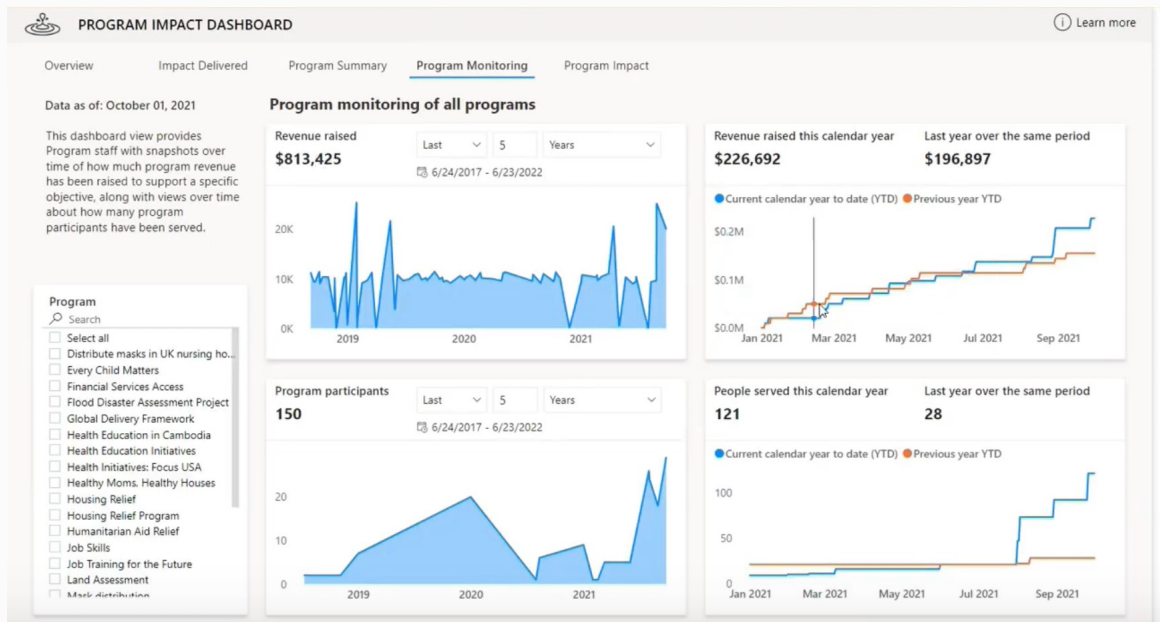 PROGRAM IMPACT DASHBOARD
Learn more
Overview
Impact Delivered
Program Summary
Program Monitoring
Program Impact
Data as of: October 01, 2021
This dashboard view provides
Program staff with snapshots over
time of how much program revenue
has been raised to support a specific
objective, along with views over time
about how many program
participants have been served.
Program
Search
Select all
Distribute masks in UK nursing ho...
Every Child Matters
Financial Services Access
Flood Disaster Assessment Project
Global Delivery Framework
Health Education in Cambodia
Health Education Initiatives
Health Initiatives: Focus USA
Healthy Moms. Healthy Houses
Housing Relief
Housing Relief Program
Humanitarian Aid Relief
Job Skills
Job Training for the Future
Land Assessment
Mask distribution
Program monitoring of all programs
Revenue raised
$813,425
Last 5 Years
6/24/2017 - 6/23/2022
20K
10K
0K
2019 2020 2021
Revenue raised this calendar year
$226,692
Last year over the same period
$196,897
Current calendar year to date (YTD) Previous year YTD
$0.2M
$0.1M
$0.0M
Jan 2021 Mar 2021 May 2021 Jul 2021 Sep 2021
Program participants
150
Last 5 Years
6/24/2017 - 6/23/2022
20
10
0
2019 2020 2021
People served this calendar year
121
Last year over the same period
28
Current calendar year to date (YTD) Previous year YTD
100
50
0
Jan 2021 Mar 2021 May 2021 Jul 2021 Sep 2021